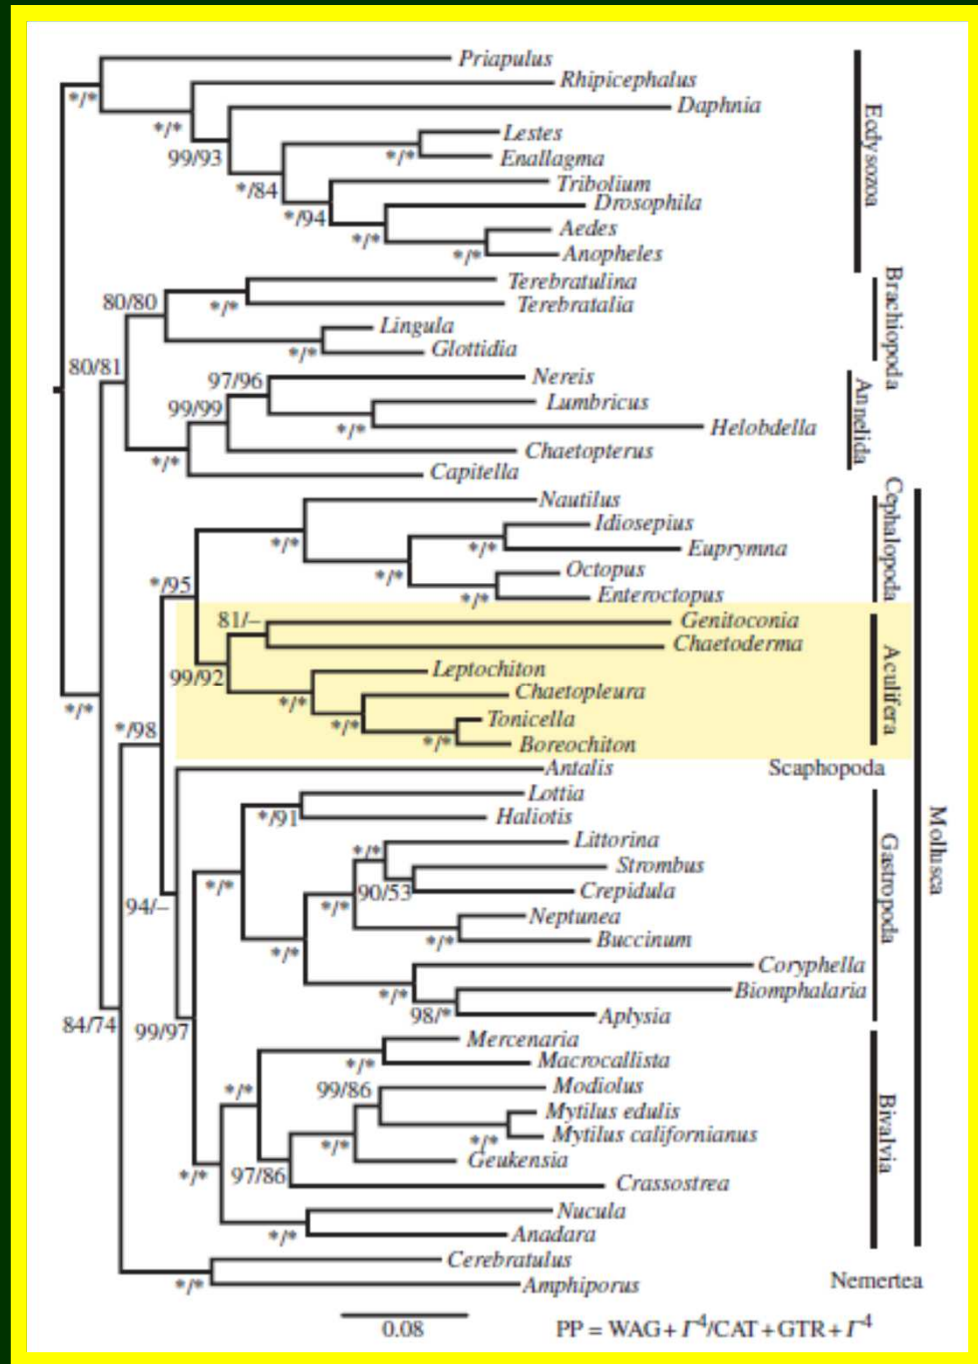 Priapulus
Rhipicephalus
*/*
Daphnia
*/*
Lestes
99/93
*/*
Enallagma
*/84
Tribolium
Drosophila
*/94
Aedes
*/*
*/*
Anopheles
Ecdysozoa
Terebratulina
80/80
*/*
Terebratalia
Lingula
*/*
Glottidia
Brachiopoda
80/81
97/96
Nereis
99/99
Lumbricus
*/*
Helobdella
Chaetopterus
*/*
Capitella
Annelida
Nautilus
Idiosepius
*/*
*/*
Euprymna
Octopus
*/*
*/95
*/*
Enteroctopus
Cephalopoda
81/–
Genitoconia
Chaetoderma
99/92
Leptochiton
*/*
Chaetopleura
*/*
Tonicella
*/*
Boreochiton
Aculifera
*/*
*/98
Antalis
Scaphopoda
Lottia
*/91
Haliotis
Littorina
*/*
Strombus
*/*
90/53
Crepidula
94/–
*/*
Neptunea
*/*
*/*
Buccinum
Coryphella
*/*
Biomphalaria
98/*
Aplysia
Gastropoda
Mollusca
84/74
99/97
Mercenaria
*/*
Macrocallista
*/*
99/86
Modiolus
Mytilus edulis
*/*
*/*
Mytilus californianus
Geukensia
*/*
97/86
Crassostrea
Nucula
*/*
Anadara
Bivalvia
Cerebratulus
*/*
Amphiporus
Nemertea
0.08
PP = WAG + Γ⁴/CAT + GTR + Γ⁴